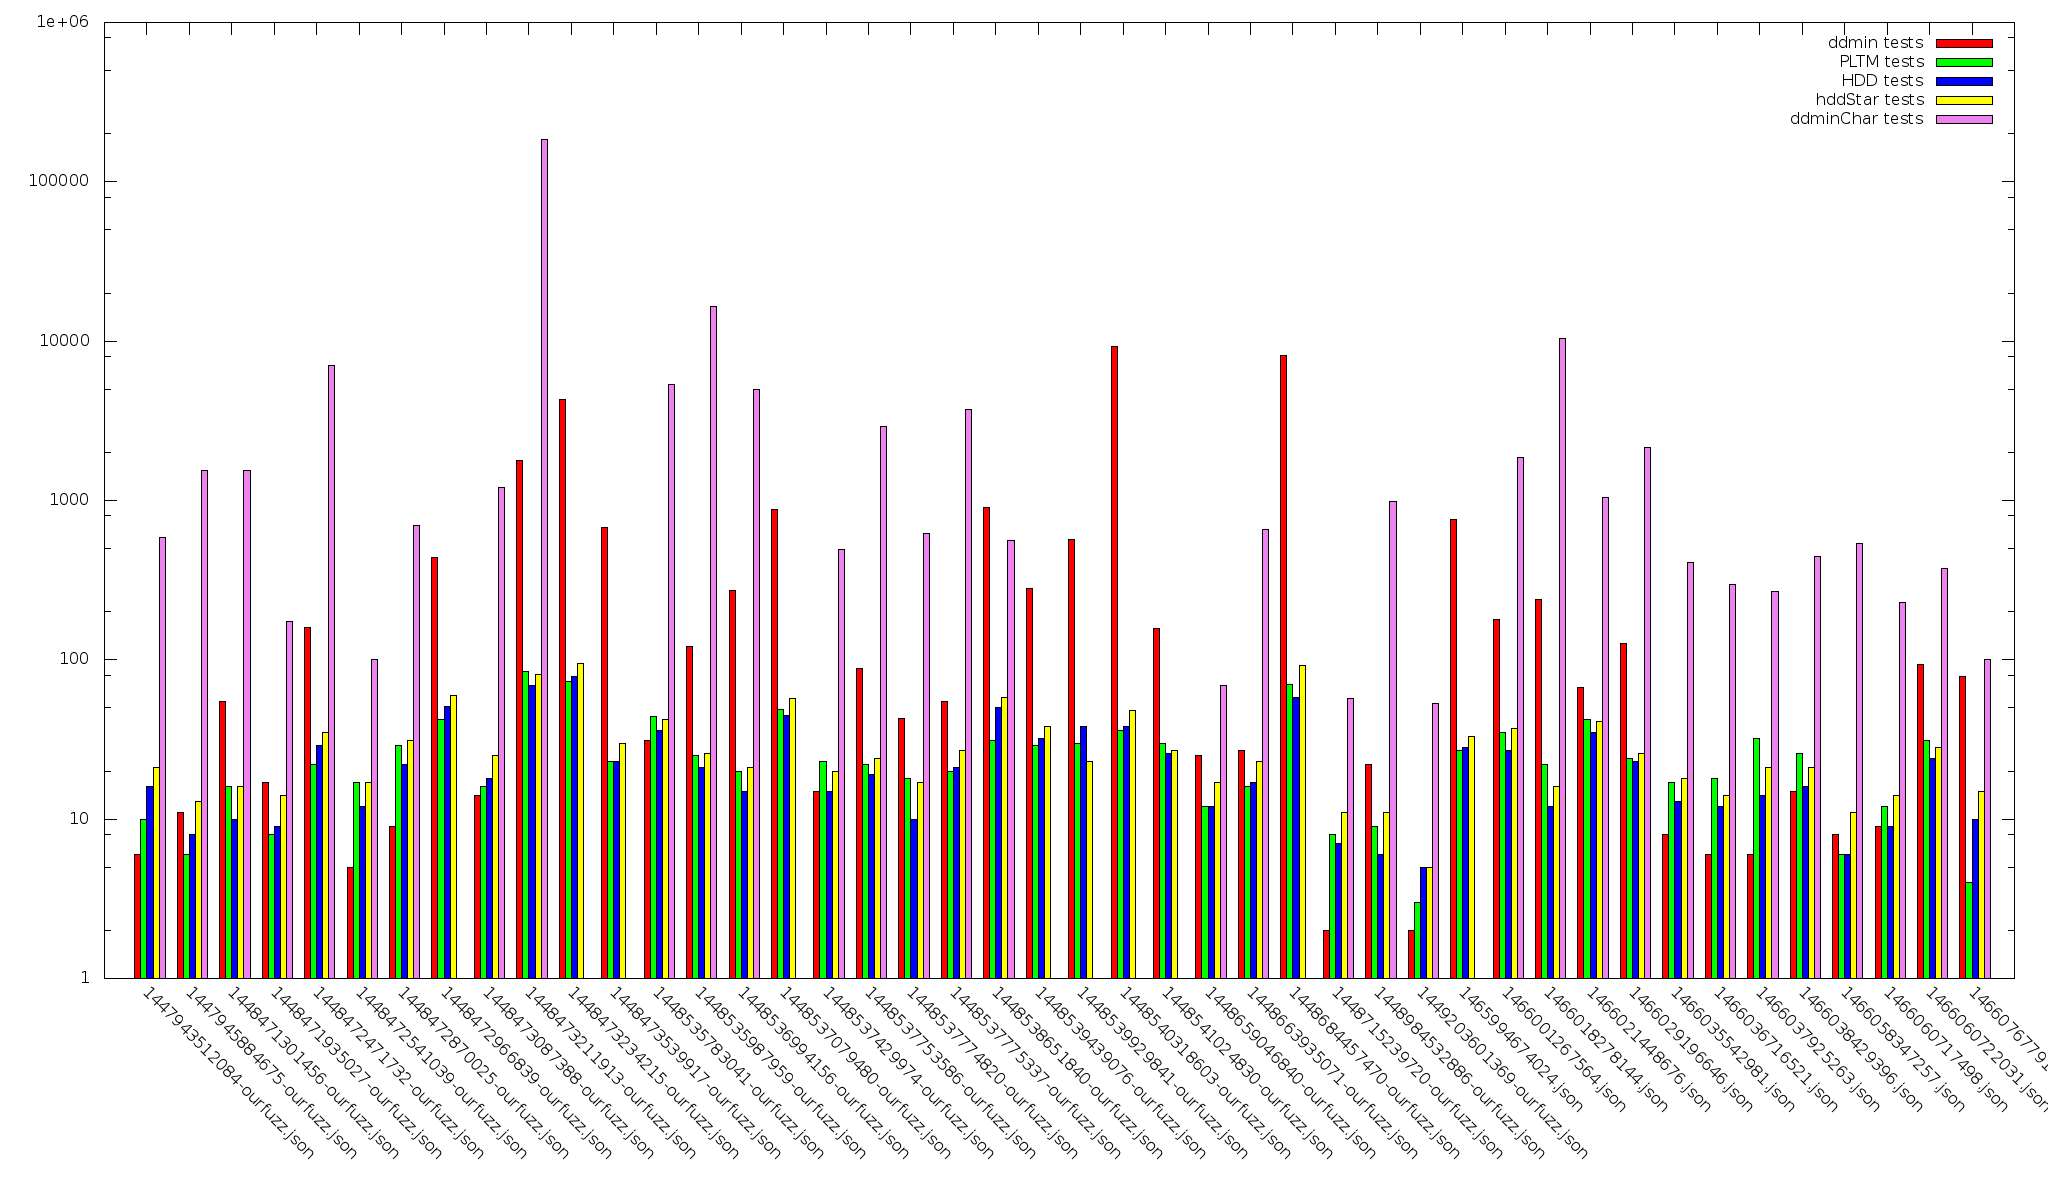 1e+06
100000
10000
1000
100
10
1
ddmin tests
PLTM tests
HDD tests
hddStar tests
ddminChar tests
1447943512084-ourfuzz.json
1447945884675-ourfuzz.json
1448471301456-ourfuzz.json
1448471935027-ourfuzz.json
1448472471732-ourfuzz.json
1448472541039-ourfuzz.json
1448472870025-ourfuzz.json
1448472966839-ourfuzz.json
1448473087388-ourfuzz.json
1448473211913-ourfuzz.json
1448473234215-ourfuzz.json
1448473539917-ourfuzz.json
1448535783041-ourfuzz.json
1448535987959-ourfuzz.json
1448536994156-ourfuzz.json
1448537079480-ourfuzz.json
1448537429974-ourfuzz.json
1448537753586-ourfuzz.json
1448537774820-ourfuzz.json
1448537775337-ourfuzz.json
1448538651840-ourfuzz.json
1448539439076-ourfuzz.json
1448539929841-ourfuzz.json
1448540318603-ourfuzz.json
1448541024830-ourfuzz.json
1448659046840-ourfuzz.json
1448663935071-ourfuzz.json
1448684457470-ourfuzz.json
1448715239720-ourfuzz.json
1448984532886-ourfuzz.json
1449203601369-ourfuzz.json
1465994674024.json
1466001267564.json
1466018278144.json
1466021448676.json
1466029196646.json
1466035542981.json
1466036716521.json
1466037925263.json
1466038429396.json
1466058347257.json
1466060717498.json
1466060722031.json
14660767791